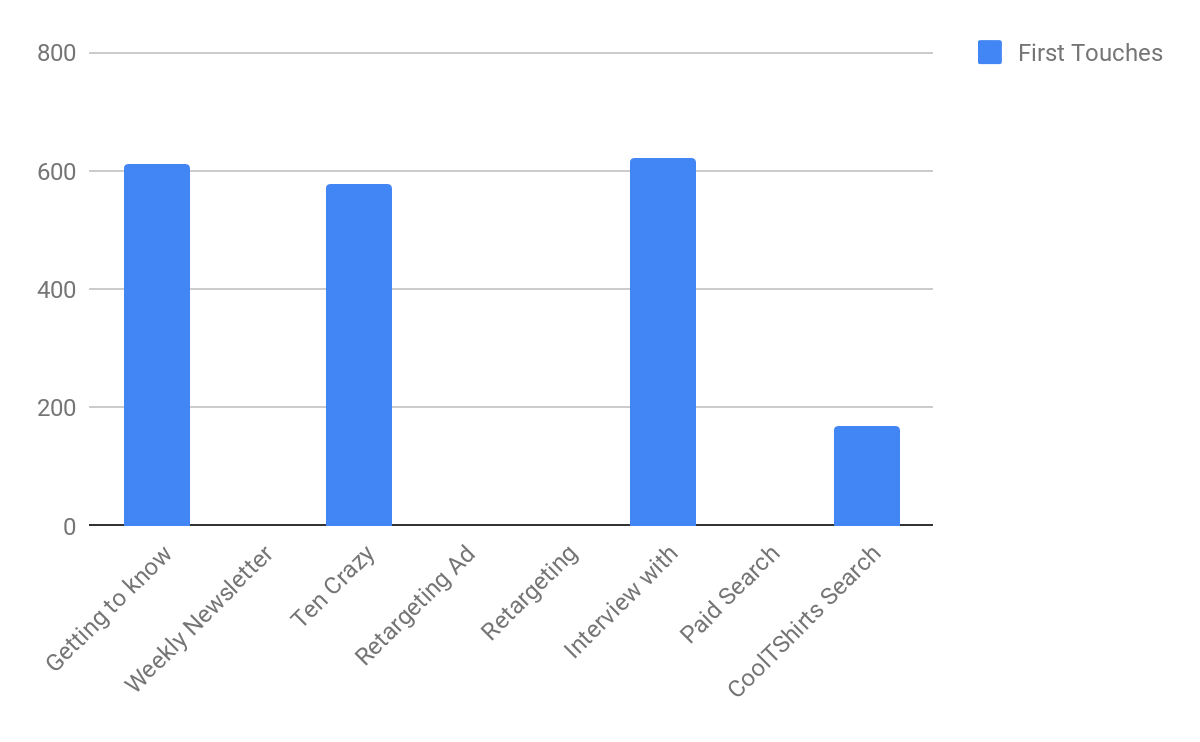 800
600
400
200
0
First Touches
Getting to know
Weekly Newsletter
Ten Crazy
Retargeting Ad
Retargeting
Interview with
Paid Search
CoolTShirts Search